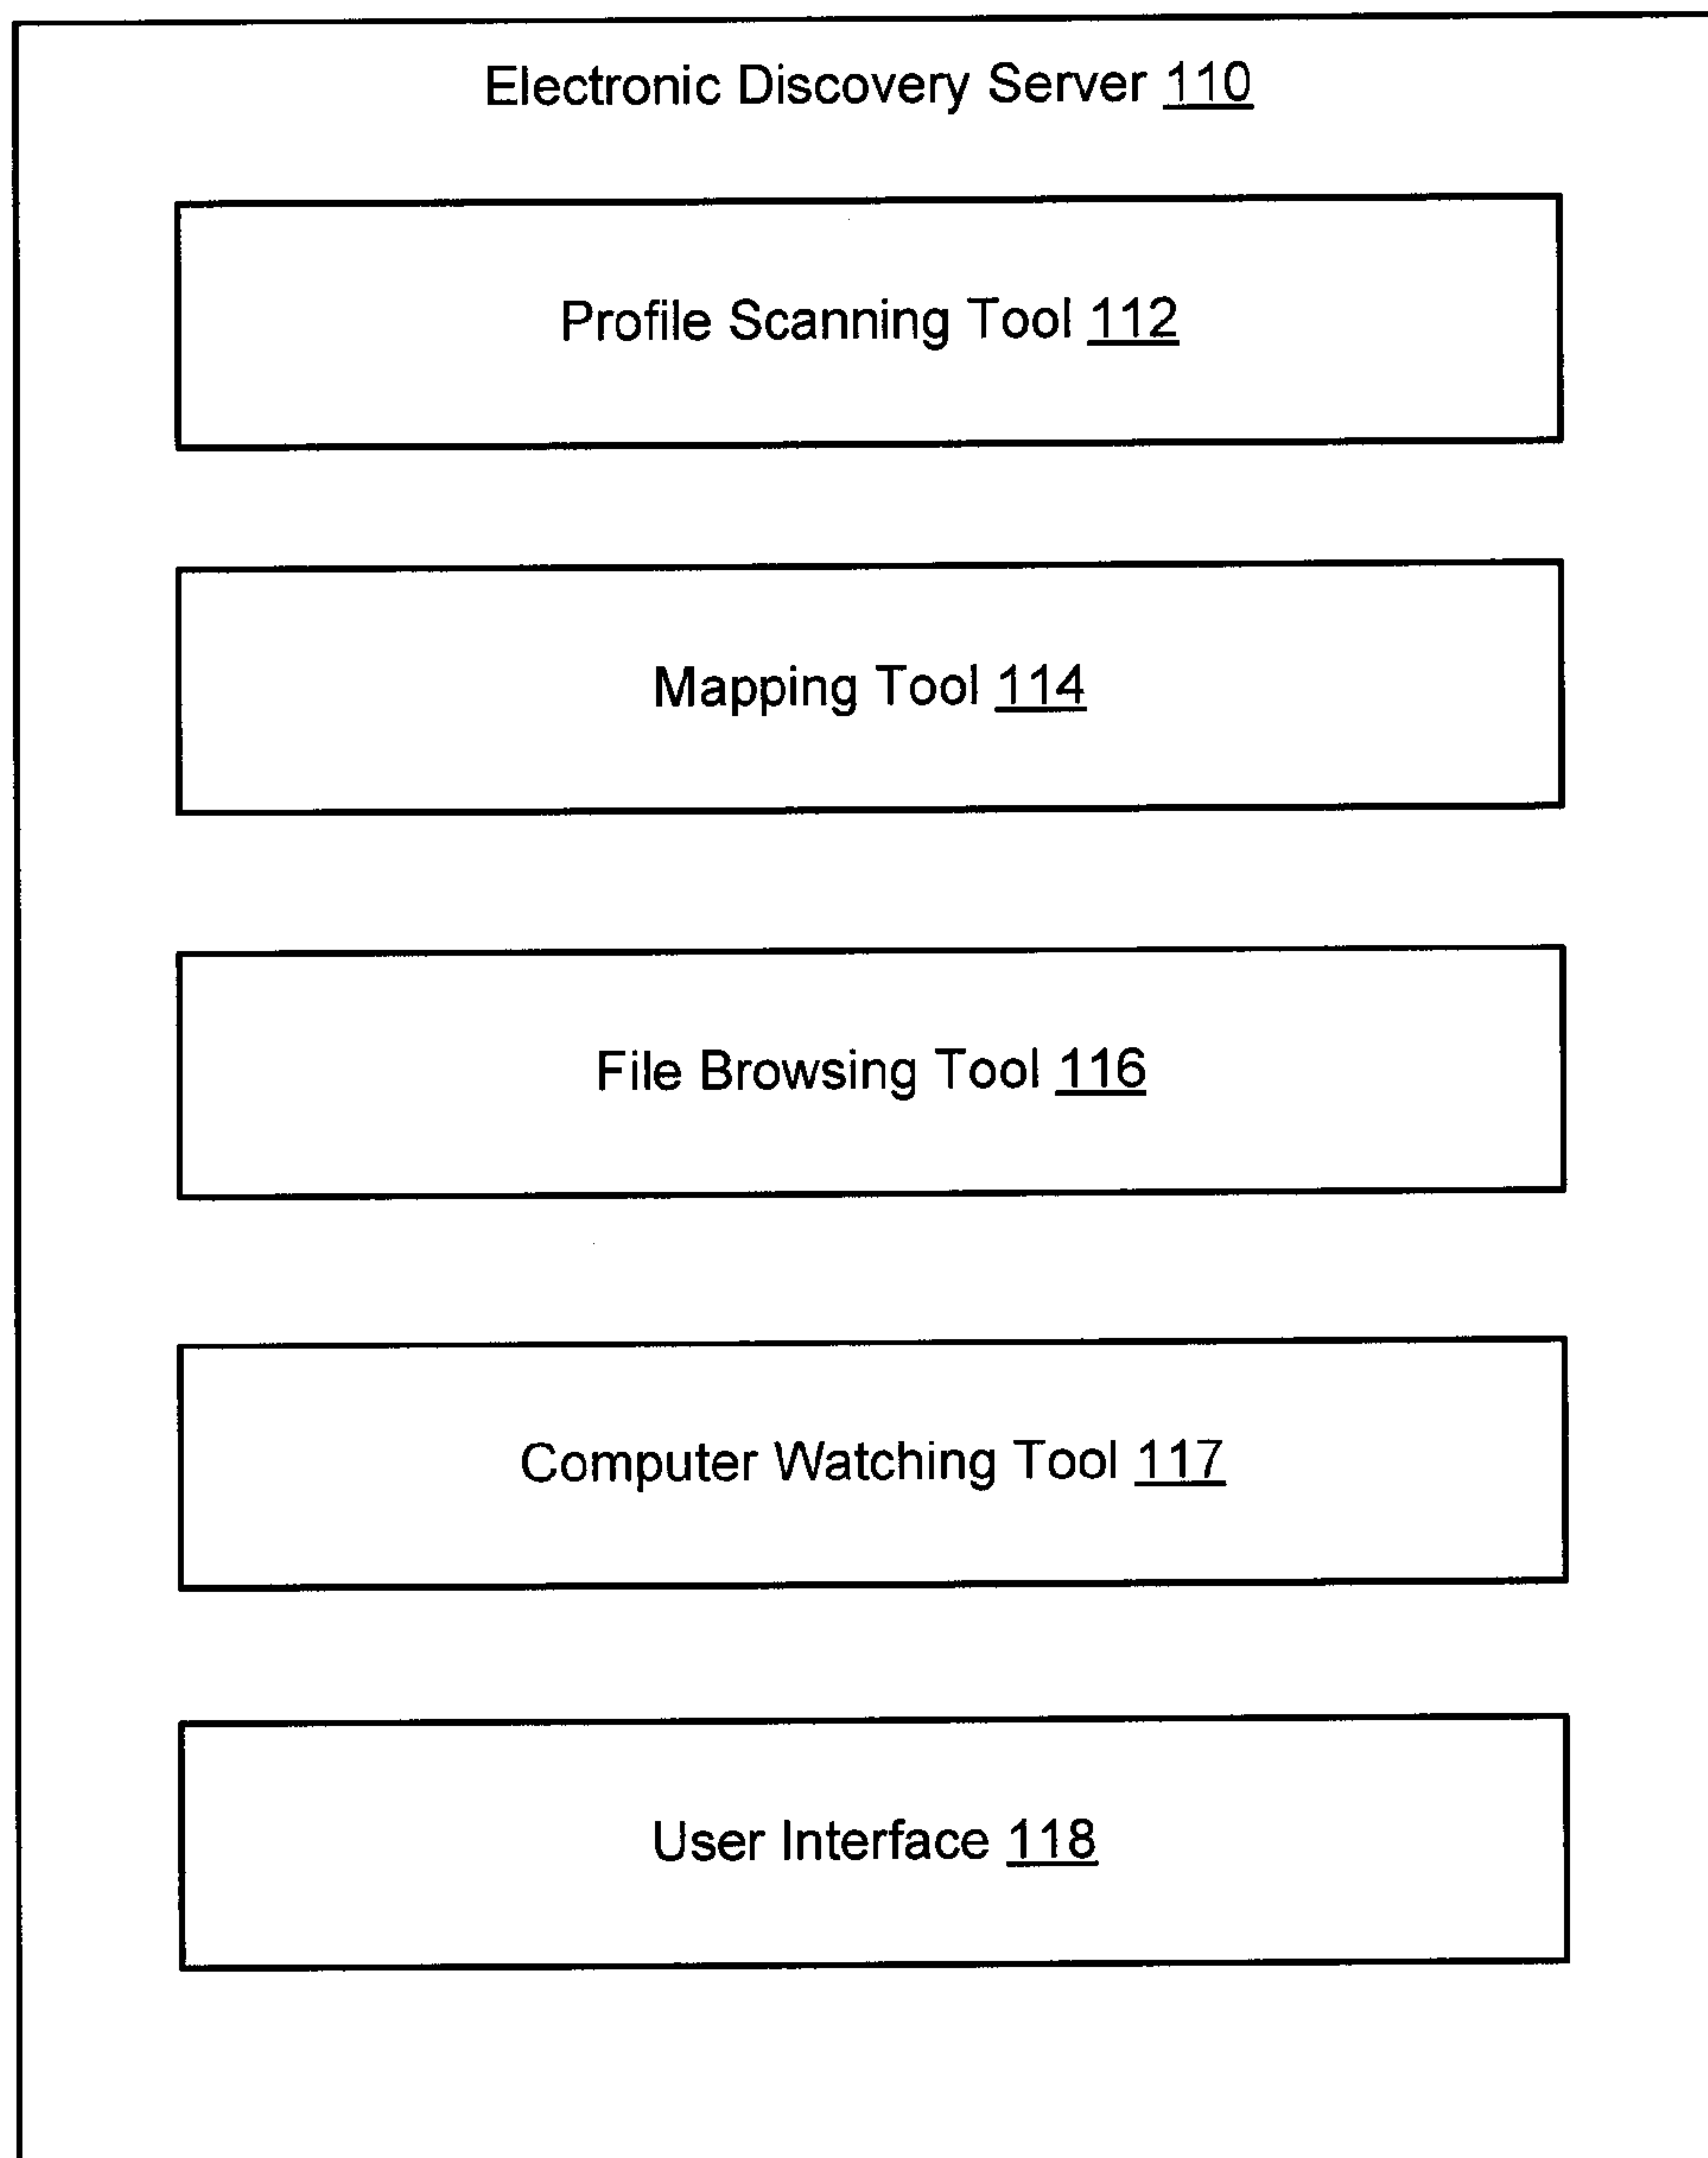 Electronic Discovery Server 110
Profile Scanning Tool 112
Mapping Tool 114
File Browsing Tool 116
Computer Watching Tool 117
User Interface 118